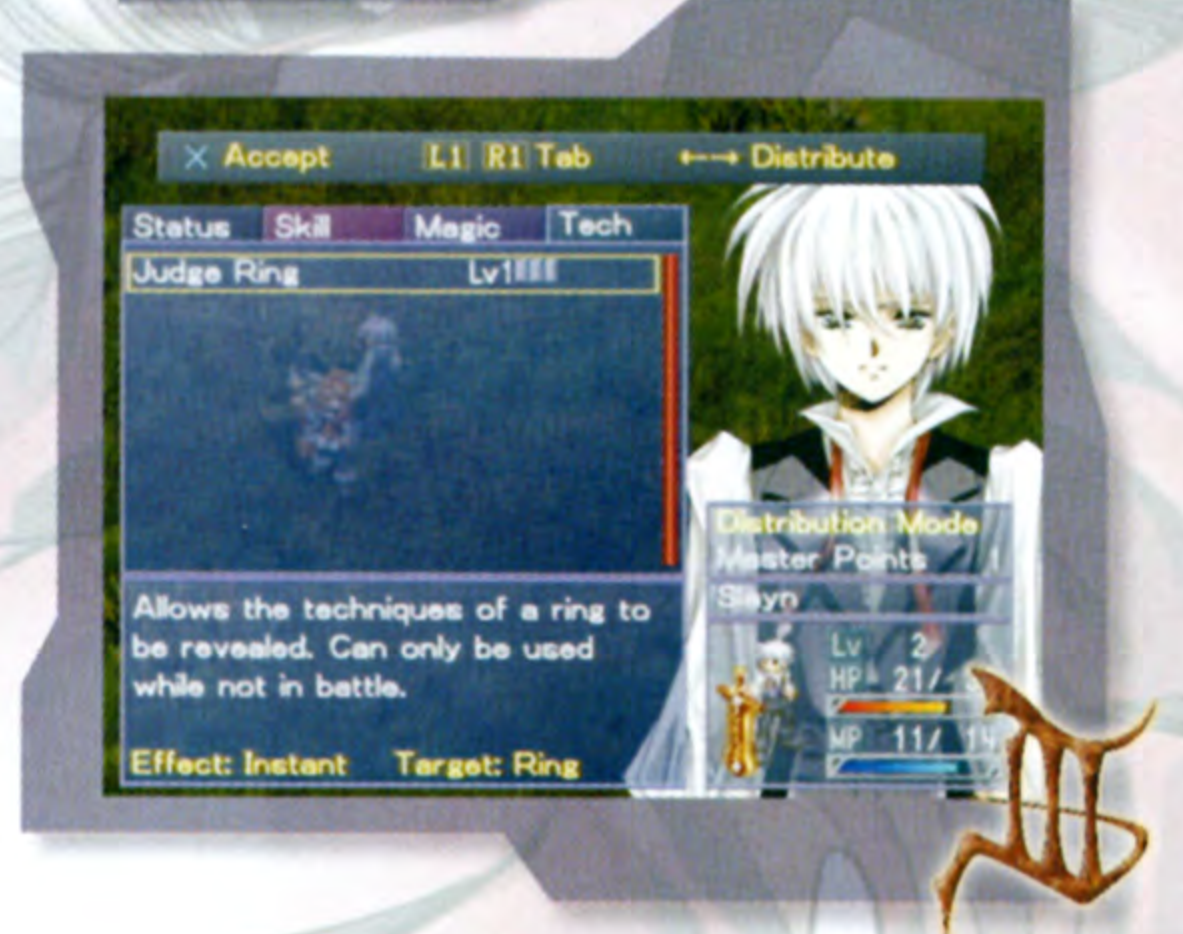 X Accept L1 R1 Tab ←--→ Distribute
Status Skill Magic Tech
Judge Ring Lv1
Allows the techniques of a ring to
be revealed. Can only be used
while not in battle.
Effect: Instant Target: Ring
Distribution Mode
Master Points 1
Slayn
Lv 2
HP 21/
MP 11/ 14